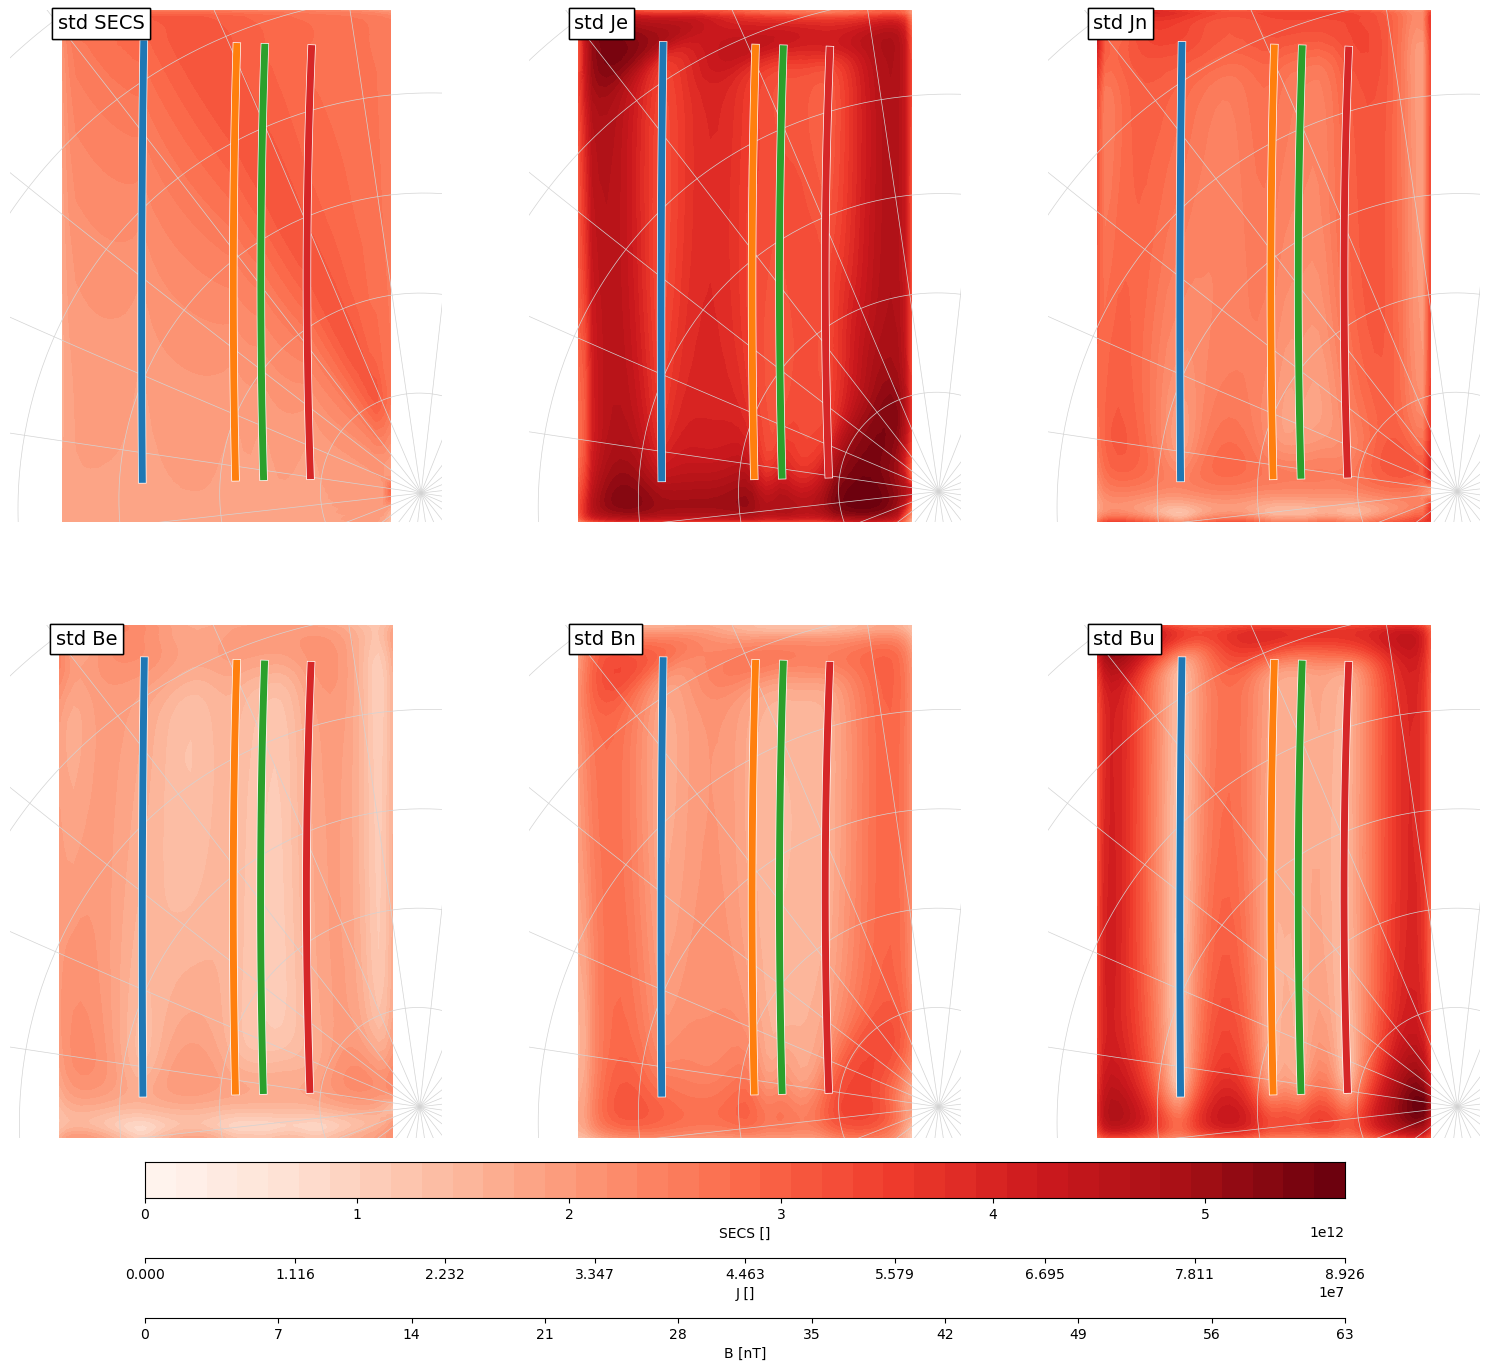 std SECS
std Je
std Jn
std Be
std Bn
std Bu
0 1 2 3 4 5
SECS []
1e12
0.000 1.116 2.232 3.347 4.463 5.579 6.695 7.811 8.926
J []
1e7
0 7 14 21 28 35 42 49 56 63
B [nT]